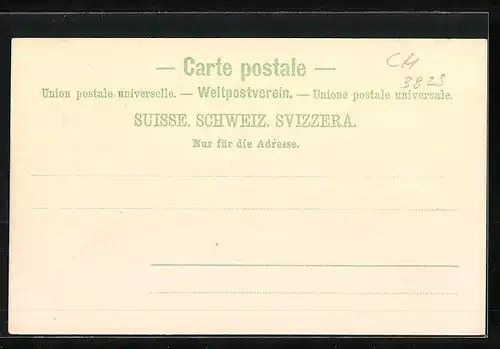 — Carte postale —
Union postale universelle. — Weltpostverein. — Unione postale universale.
SUISSE. SCHWEIZ. SVIZZERA.
Nur für die Adresse.
CH
3823